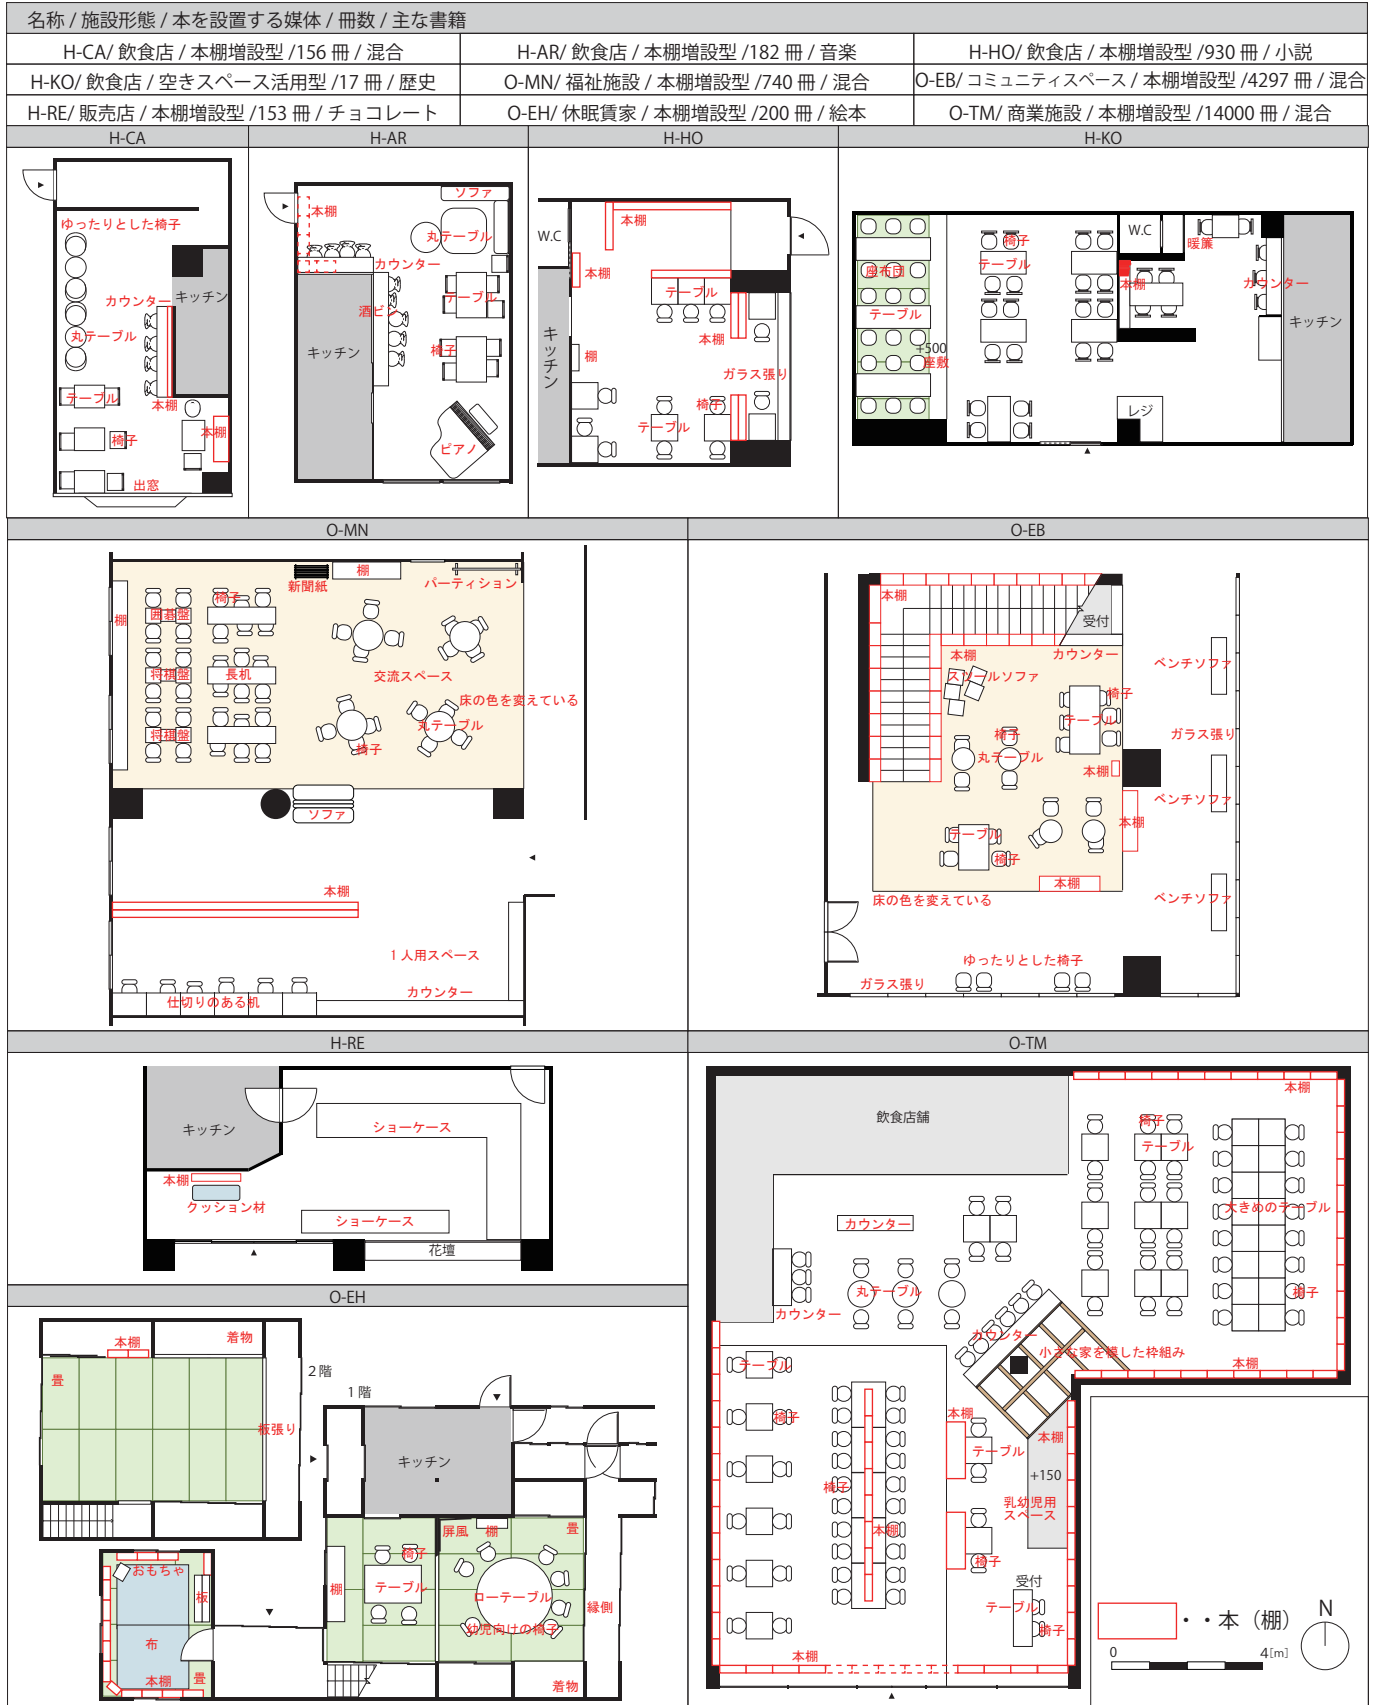 名称 / 施設形態 / 本を設置する媒体 / 冊数 / 主な書籍
H-CA/ 飲食店 / 本棚増設型 /156 冊 / 混合
H-AR/ 飲食店 / 本棚増設型 /182 冊 / 音楽
H-HO/ 飲食店 / 本棚増設型 /930 冊 / 小説
H-KO/ 飲食店 / 空きスペース活用型 /17 冊 / 歴史
O-MN/ 福祉施設 / 本棚増設型 /740 冊 / 混合
O-EB/ コミュニティスペース / 本棚増設型 /4297 冊 / 混合
H-RE/ 販売店 / 本棚増設型 /153 冊 / チョコレート
O-EH/ 休眠賃家 / 本棚増設型 /200 冊 / 絵本
O-TM/ 商業施設 / 本棚増設型 /14000 冊 / 混合
H-CA
ゆったりとした椅子
カウンター
キッチン
丸テーブル
テーブル
本棚
椅子
本棚
出窓
H-AR
ソファ
本棚
丸テーブル
カウンター
テーブル
酒ビン
キッチン
椅子
ピアノ
H-HO
本棚
W.C
本棚
テーブル
キッチン
本棚
棚
ガラス張り
椅子
テーブル
H-KO
W.C
椅子
暖簾
座布団
テーブル
本棚
カウンター
テーブル
キッチン
+500
座敷
レジ
O-MN
棚
新聞紙
パーティション
椅子
囲碁盤
棚
将棋盤
長机
交流スペース
床の色を変えている
丸テーブル
将棋盤
椅子
ソファ
本棚
1 人用スペース
カウンター
仕切りのある机
O-EB
本棚
受付
本棚
カウンター
ベンチソファ
スツールソファ
椅子
テーブル
椅子
ガラス張り
丸テーブル
本棚
ベンチソファ
本棚
テーブル
椅子
本棚
床の色を変えている
ベンチソファ
ゆったりとした椅子
ガラス張り
H-RE
キッチン
ショーケース
本棚
クッション材
ショーケース
花壇
O-EH
着物
本棚
2 階
畳
1 階
板張り
キッチン
屏風
棚
畳
椅子
おもちゃ
棚
テーブル
ローテーブル
板
縁側
幼児向けの椅子
布
本棚
畳
着物
O-TM
本棚
飲食店舗
椅子
テーブル
大きめのテーブル
カウンター
丸テーブル
椅子
カウンター
カウンター
小さな家を模した枠組み
テーブル
本棚
椅子
本棚
本棚
テーブル
+150
椅子
乳幼児用
スペース
本棚
椅子
受付
テーブル
椅子
本棚
・・本（棚）
N
0
4[m]